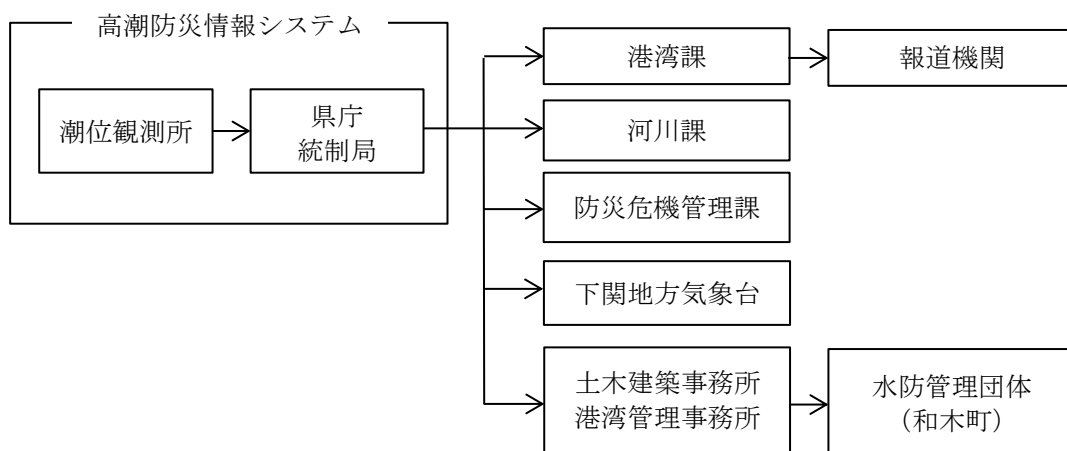 高潮防災情報システム
潮位観測所
県庁
統制局
港湾課
報道機関
河川課
防災危機管理課
下関地方気象台
土木建築事務所
港湾管理事務所
水防管理団体
（和木町）